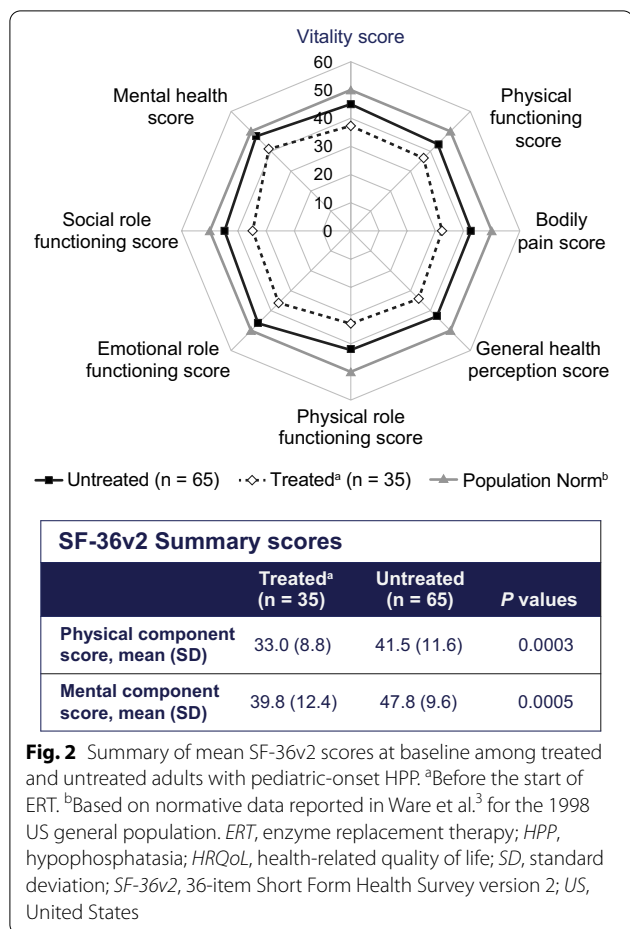 Vitality score
60
50
40
30
20
10
0
Physical
functioning
score
Bodily
pain score
General health
perception score
Physical role
functioning score
Emotional role
functioning score
Social role
functioning score
Mental health
score
Untreated (n = 65) Treatedᵃ (n = 35) Population Normᵇ
SF-36v2 Summary scores
Treatedᵃ (n = 35) Untreated (n = 65) P values
Physical component score, mean (SD) 33.0 (8.8) 41.5 (11.6) 0.0003
Mental component score, mean (SD) 39.8 (12.4) 47.8 (9.6) 0.0005
Fig. 2 Summary of mean SF-36v2 scores at baseline among treated
and untreated adults with pediatric-onset HPP. ᵃBefore the start of
ERT. ᵇBased on normative data reported in Ware et al.³ for the 1998
US general population. ERT, enzyme replacement therapy; HPP,
hypophosphatasia; HRQoL, health-related quality of life; SD, standard
deviation; SF-36v2, 36-item Short Form Health Survey version 2; US,
United States